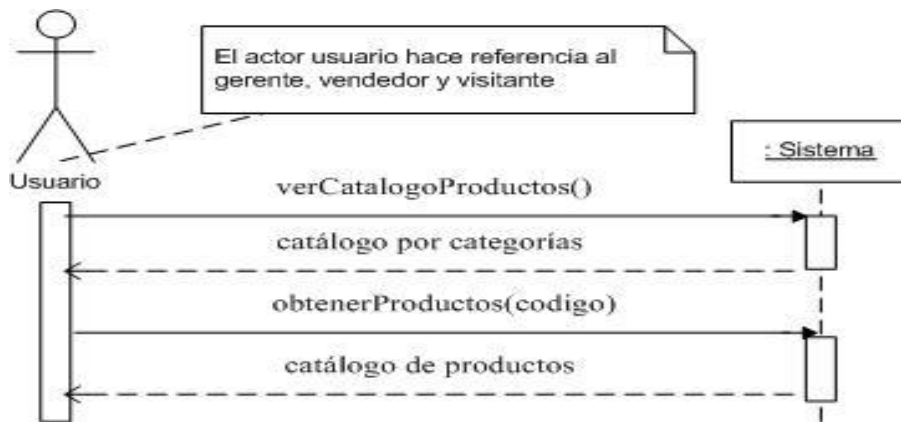 El actor usuario hace referencia al
gerente, vendedor y visitante
: Sistema
Usuario
verCatalogoProductos()
catálogo por categorías
obtenerProductos(codigo)
catálogo de productos